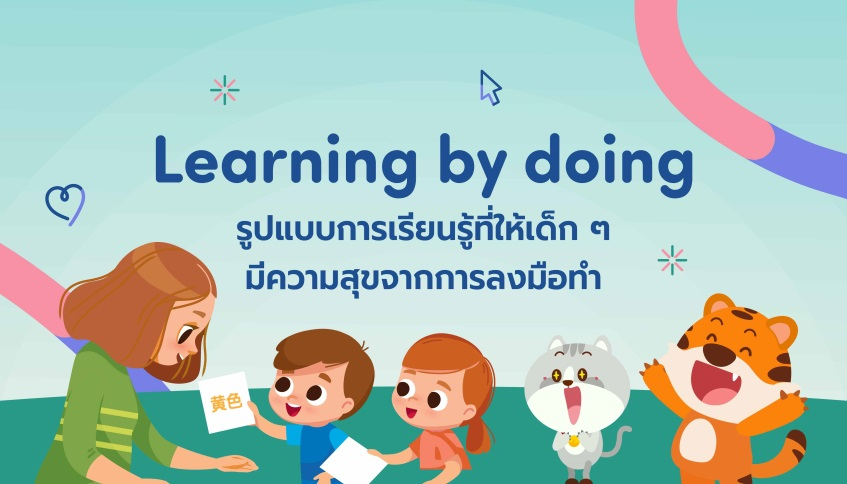 Learning by doing
รูปแบบการเรียนรู้ที่ให้เด็ก ๆ
มีความสุขจากการลงมือทำ
黄色